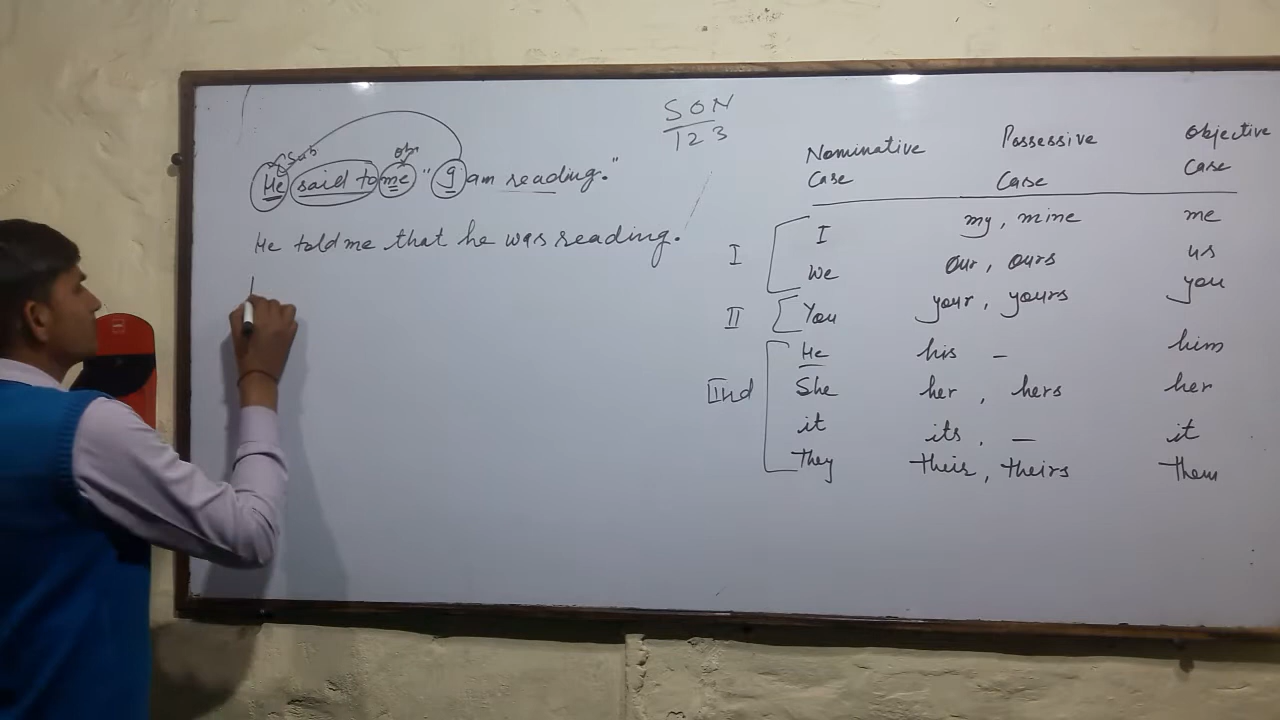 SON
123
Sub Obj
He said to me "I am reading."
He told me that he was reading.
Nominative Case Possessive Case Objective Case
I I my, mine me
We our, ours us
II You your, yours you
IIIrd He his – him
She her, hers her
it its, – it
They their, theirs them